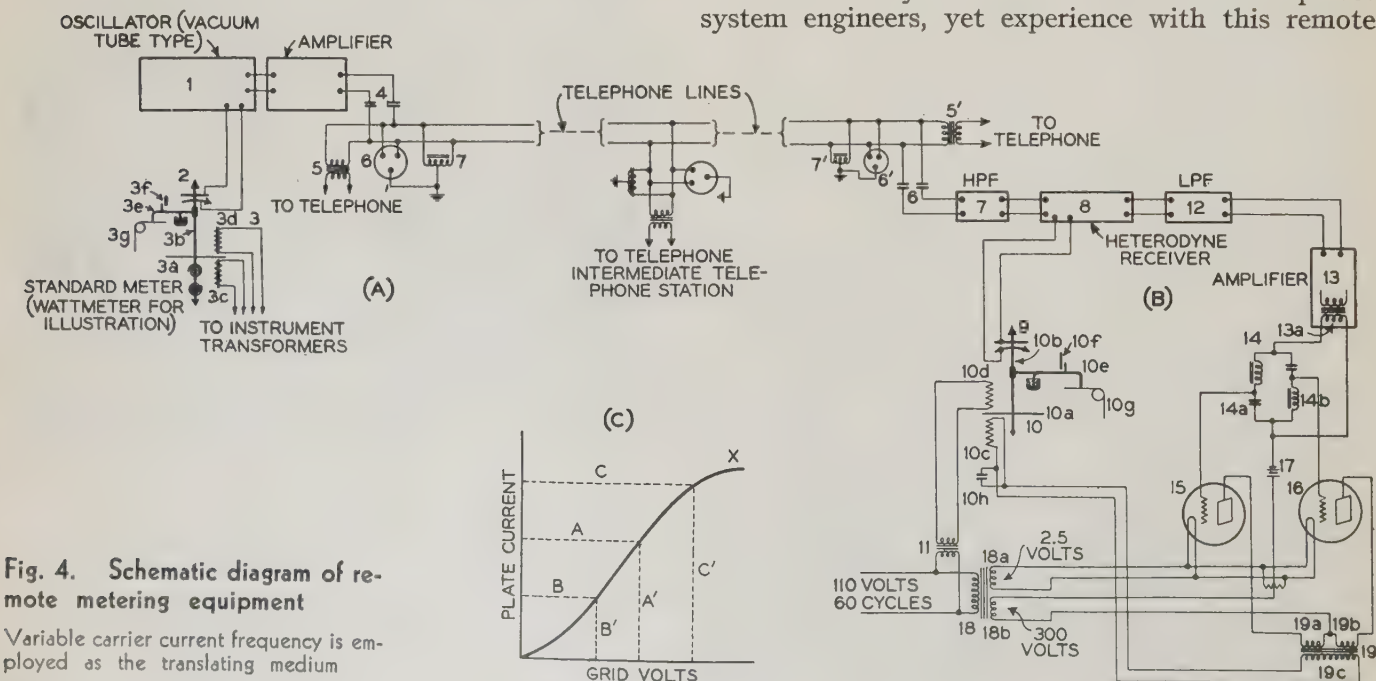 system engineers, yet experience with this remote
OSCILLATOR (VACUUM
TUBE TYPE)
AMPLIFIER
1
4
2
3f
3e
3g
3b
3d
3
3a
3c
STANDARD METER
(WATTMETER FOR
ILLUSTRATION)
TO INSTRUMENT
TRANSFORMERS
(A)
5
6
7
TO TELEPHONE
TELEPHONE LINES
TO TELEPHONE
INTERMEDIATE TELE-
PHONE STATION
5'
TO
TELEPHONE
7'
6'
6
HPF
7
8
HETERODYNE
RECEIVER
LPF
12
AMPLIFIER
13
13a
(B)
9
10b
10f
10e
10d
10g
10a
10
10c
10h
14
14a
14b
17
15
16
11
110 VOLTS
60 CYCLES
18
18a
2.5
VOLTS
18b
300
VOLTS
19a
19b
19
19c
(C)
PLATE CURRENT
C
A
B
X
B'
A'
C'
GRID VOLTS
Fig. 4. Schematic diagram of re-
mote metering equipment
Variable carrier current frequency is em-
ployed as the translating medium